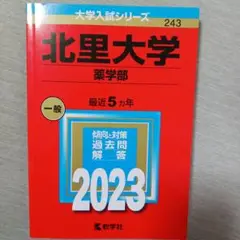 大学入試シリーズ
243
北里大学
薬学部
一般
最近5カ年
傾向と対策
過去問
解答
2023
教学社